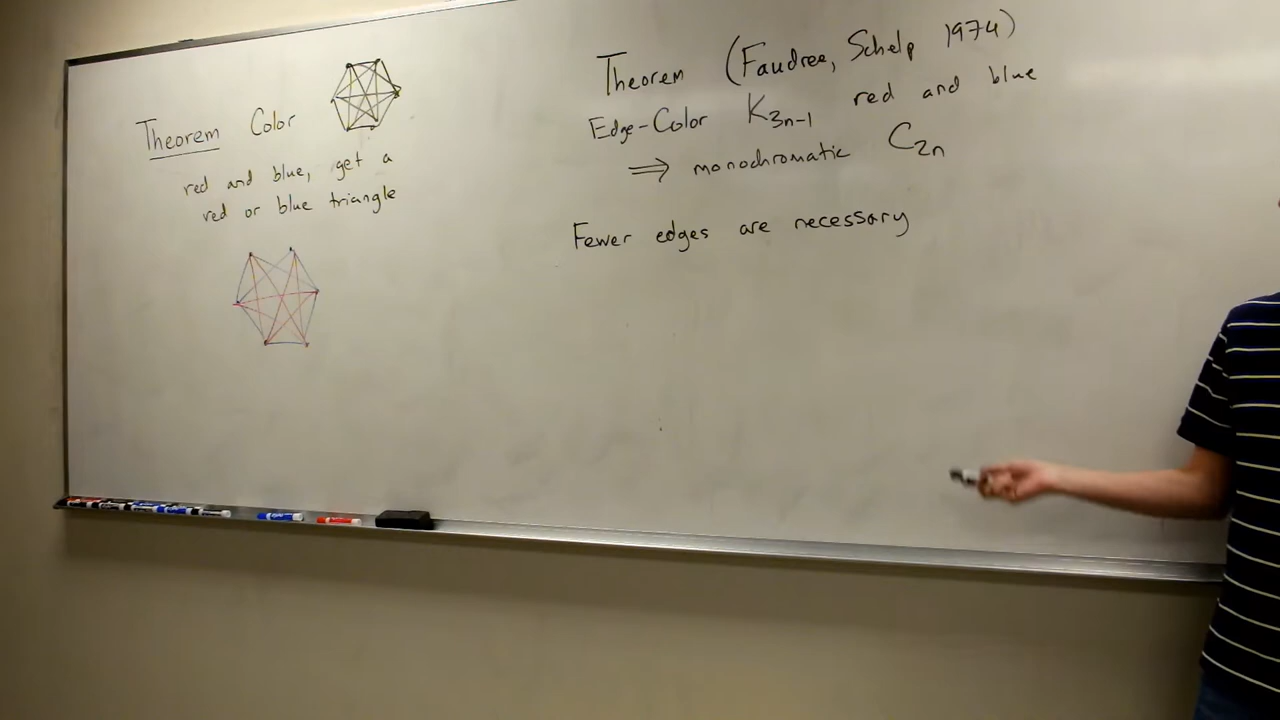 Theorem Color
red and blue, get a
red or blue triangle
Theorem (Faudree, Schelp 1974)
Edge-Color K3n-1 red and blue
⇒ monochromatic C2n
Fewer edges are necessary